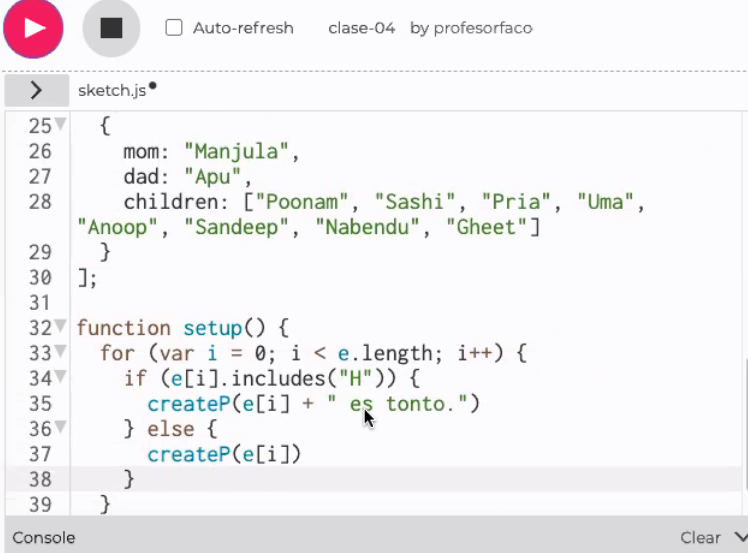 Auto-refresh clase-04 by profesorfaco
sketch.js
25 {
26 mom: "Manjula",
27 dad: "Apu",
28 children: ["Poonam", "Sashi", "Pria", "Uma",
"Anoop", "Sandeep", "Nabendu", "Gheet"]
29 }
30 ];
31
32 function setup() {
33 for (var i = 0; i < e.length; i++) {
34 if (e[i].includes("H")) {
35 createP(e[i] + " es tonto.")
36 } else {
37 createP(e[i])
38 }
39 }
Console Clear